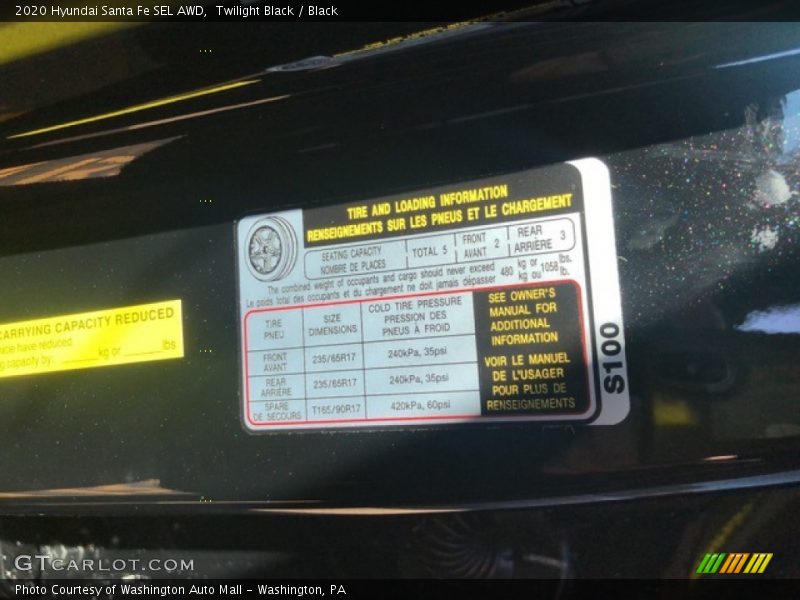 2020 Hyundai Santa Fe SEL AWD, Twilight Black / Black
TIRE AND LOADING INFORMATION
RENSEIGNEMENTS SUR LES PNEUS ET LE CHARGEMENT
SEATING CAPACITY
NOMBRE DE PLACES
TOTAL 5
FRONT
AVANT 2
REAR
ARRIÈRE 3
The combined weight of occupants and cargo should never exceed 480 kg or 1058 lbs.
Le poids total des occupants et du chargement ne doit jamais dépasser kg ou lb.
TIRE
PNEU
SIZE
DIMENSIONS
COLD TIRE PRESSURE
PRESSION DES
PNEUS À FROID
FRONT
AVANT
235/65R17
240kPa, 35psi
REAR
ARRIÈRE
235/65R17
240kPa, 35psi
SPARE
DE SECOURS
T165/90R17
420kPa, 60psi
SEE OWNER'S
MANUAL FOR
ADDITIONAL
INFORMATION
VOIR LE MANUEL
DE L'USAGER
POUR PLUS DE
RENSEIGNEMENTS
S100
CARRYING CAPACITY REDUCED
have reduced
capacity by: kg or lbs
GTCARLOT.COM
Photo Courtesy of Washington Auto Mall - Washington, PA